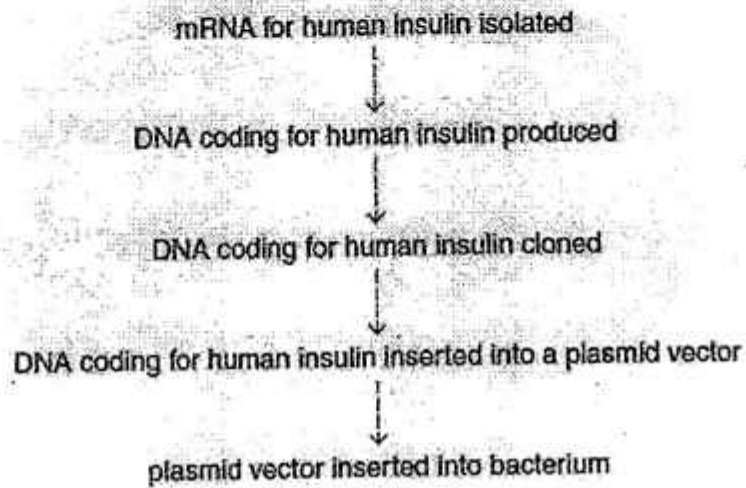 mRNA for human insulin isolated
DNA coding for human insulin produced
DNA coding for human insulin cloned
DNA coding for human insulin inserted into a plasmid vector
plasmid vector inserted into bacterium